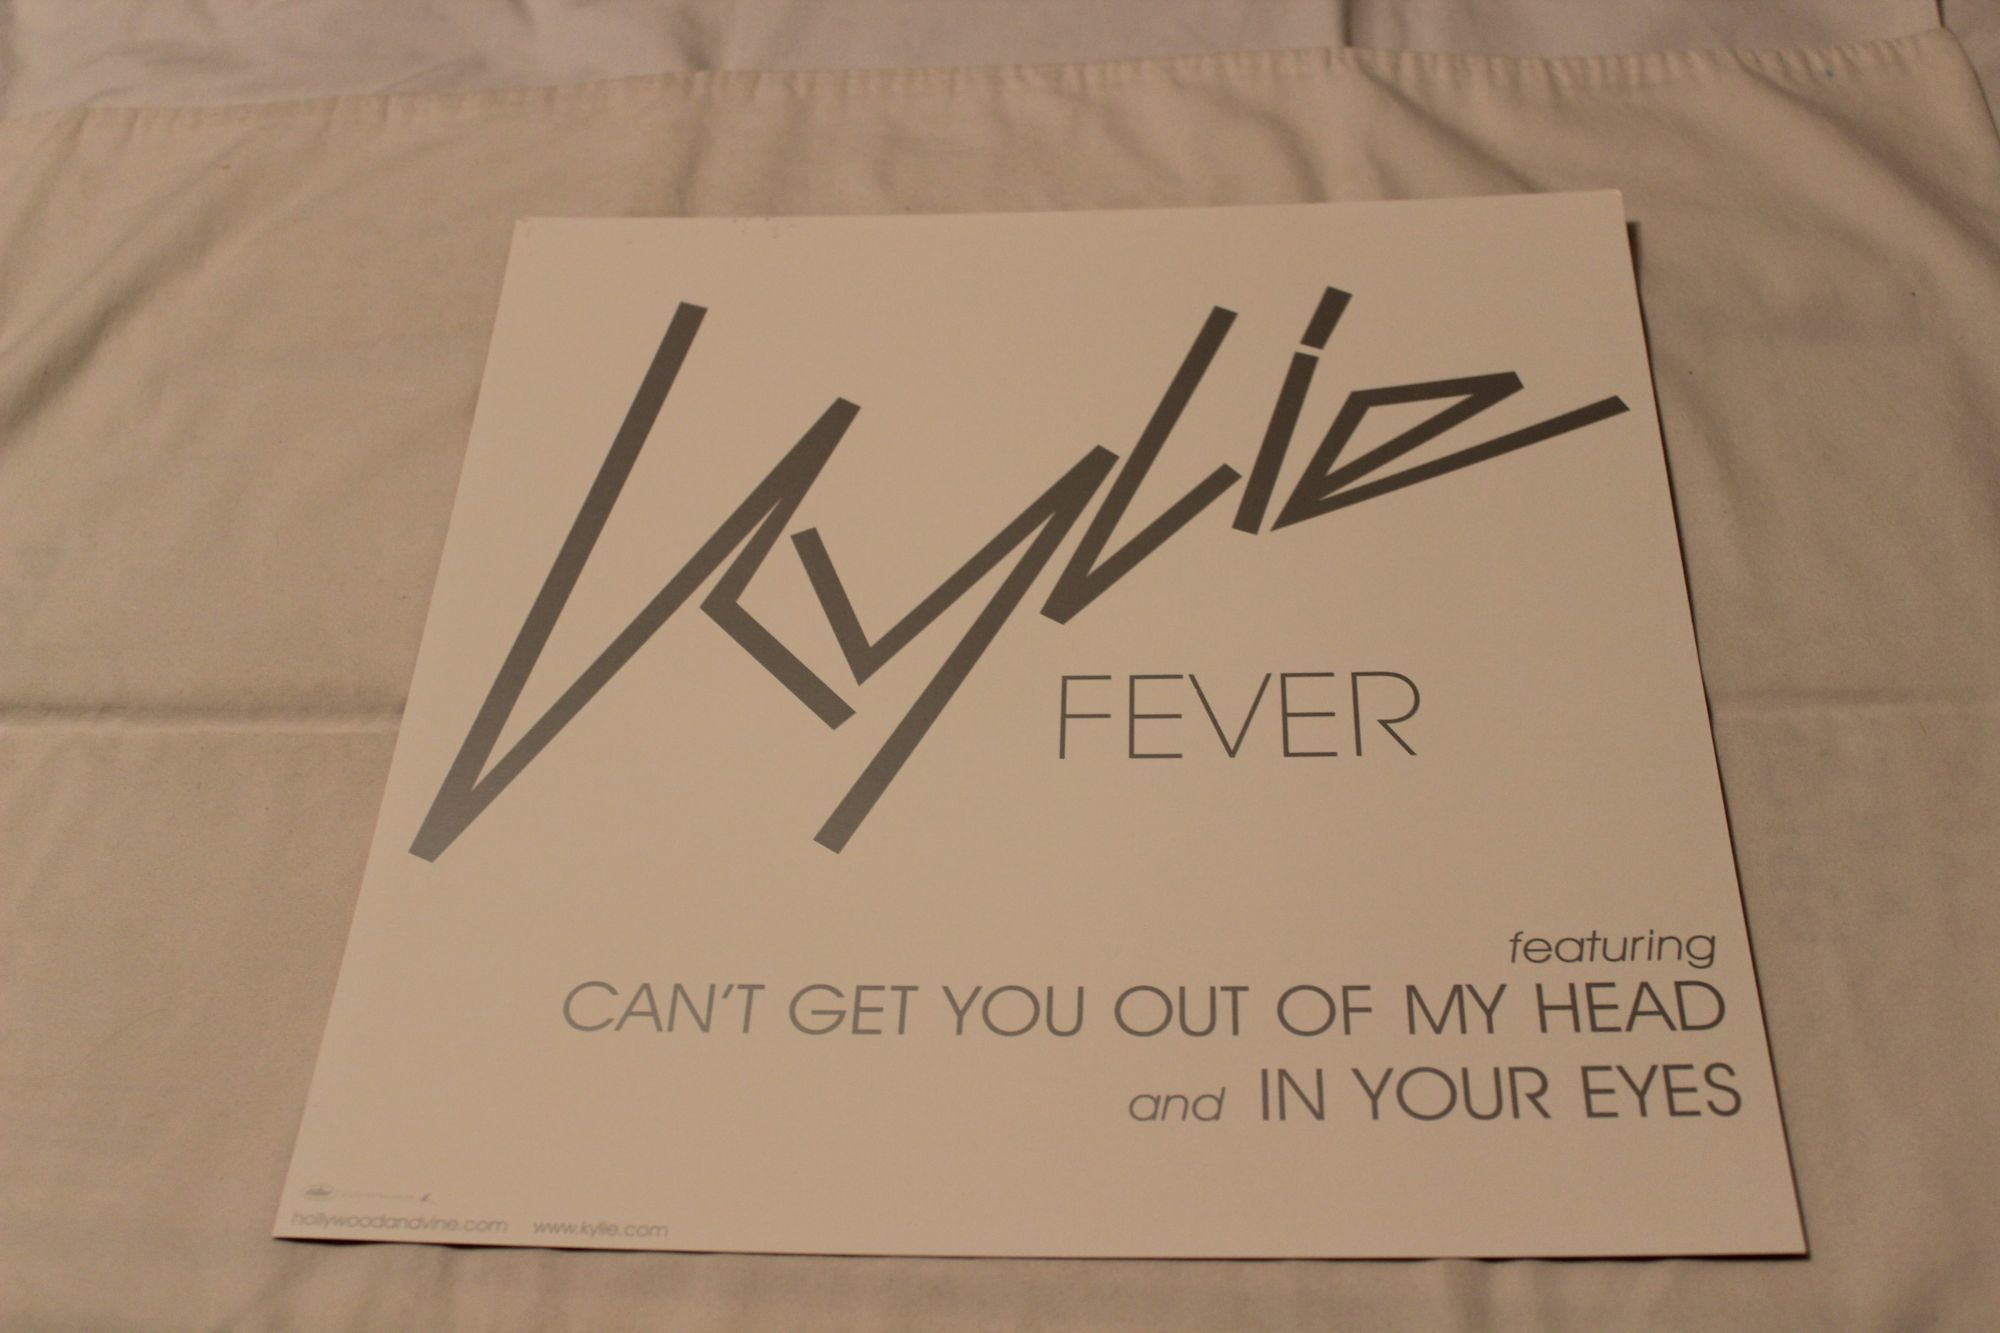 Kylie
FEVER
featuring
CAN'T GET YOU OUT OF MY HEAD
and IN YOUR EYES
hollywoodandvine.com www.kylie.com